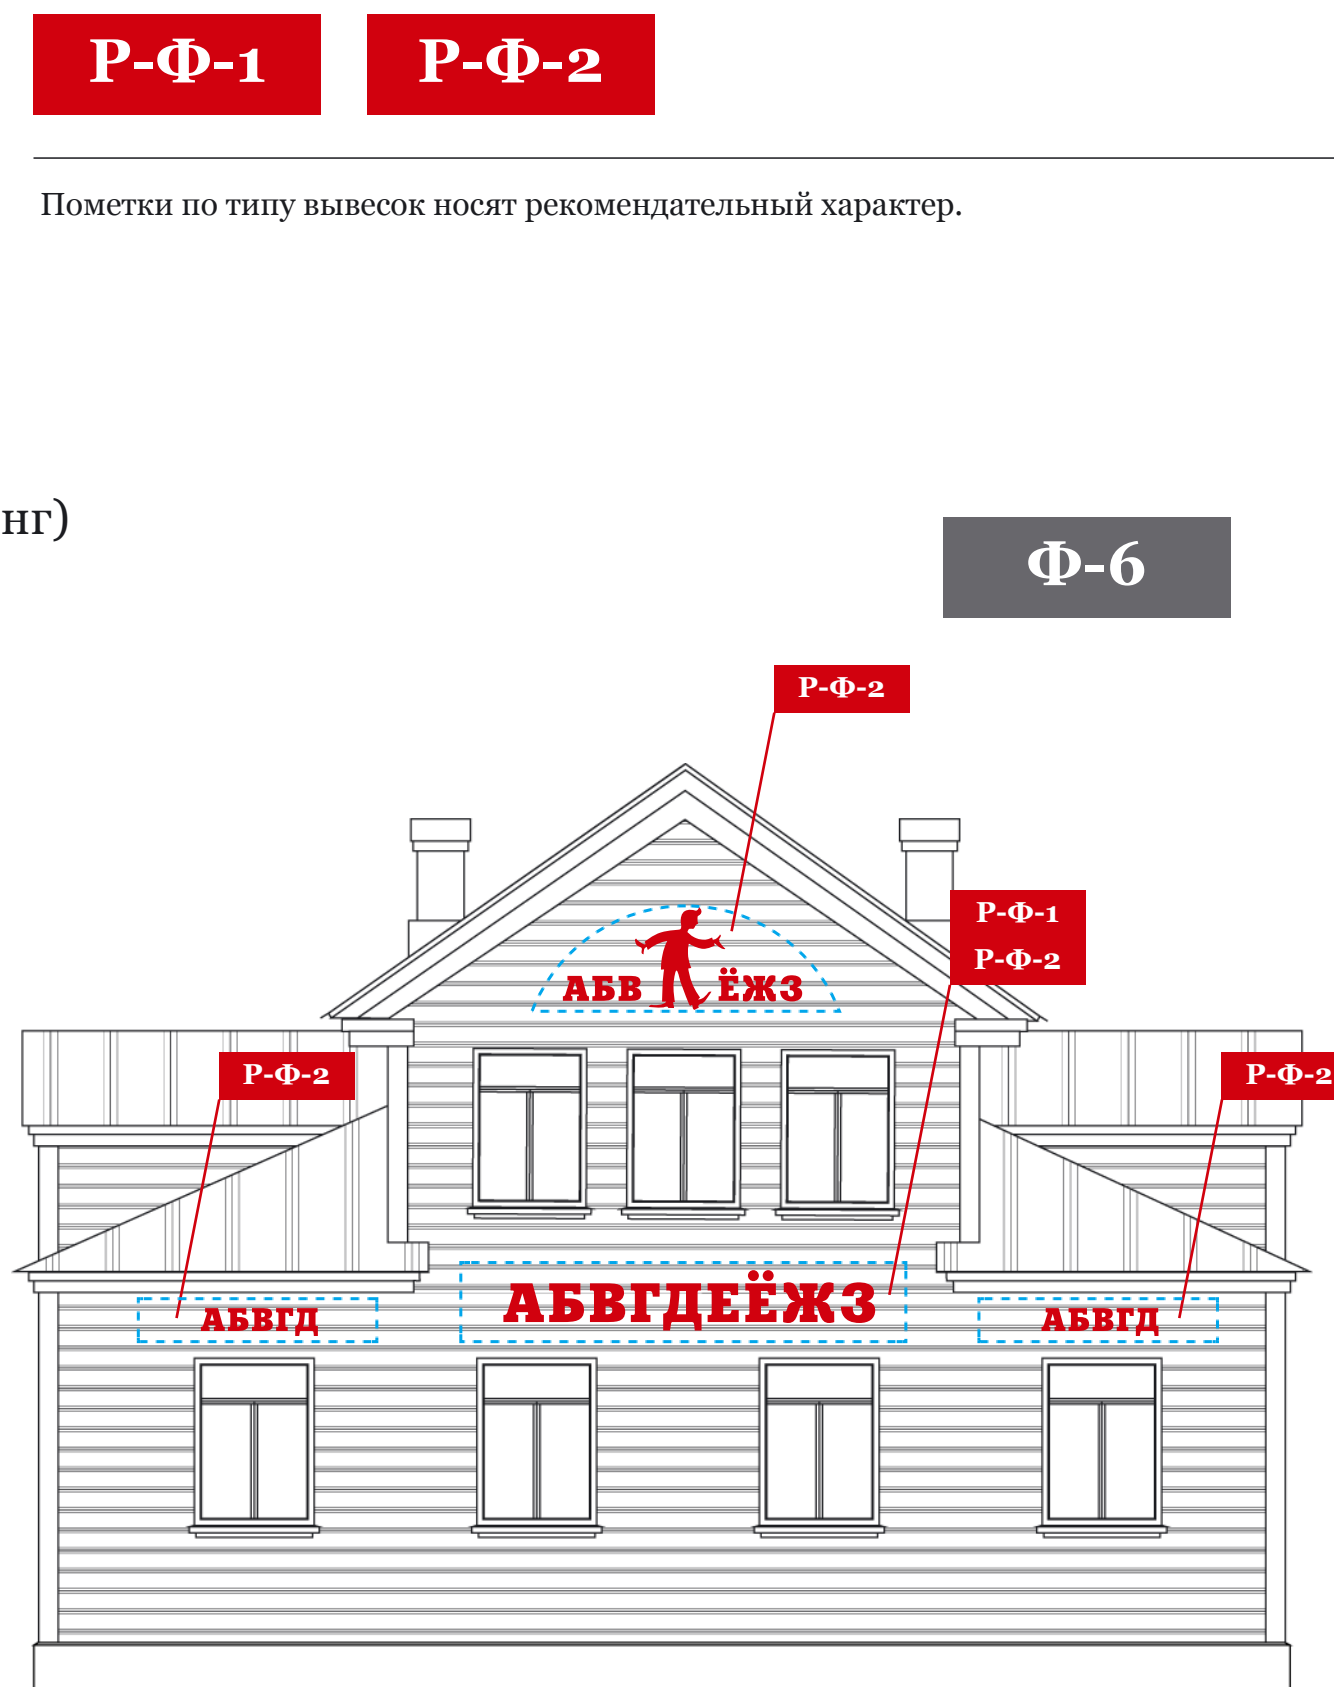 Р-Ф-1 Р-Ф-2
Пометки по типу вывесок носят рекомендательный характер.
нг)
Ф-6
Р-Ф-2
Р-Ф-1
Р-Ф-2
АБВ ЁЖЗ
Р-Ф-2
Р-Ф-2
АБВГД
АБВГДЕЁЖЗ
АБВГД